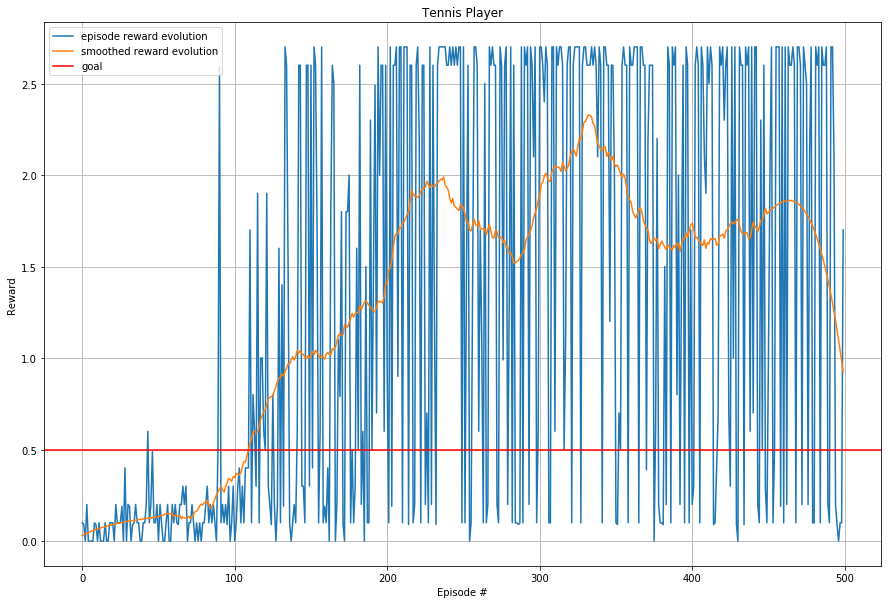 Tennis Player
episode reward evolution
smoothed reward evolution
goal
Reward
2.5
2.0
1.5
1.0
0.5
0.0
0 100 200 300 400 500
Episode #